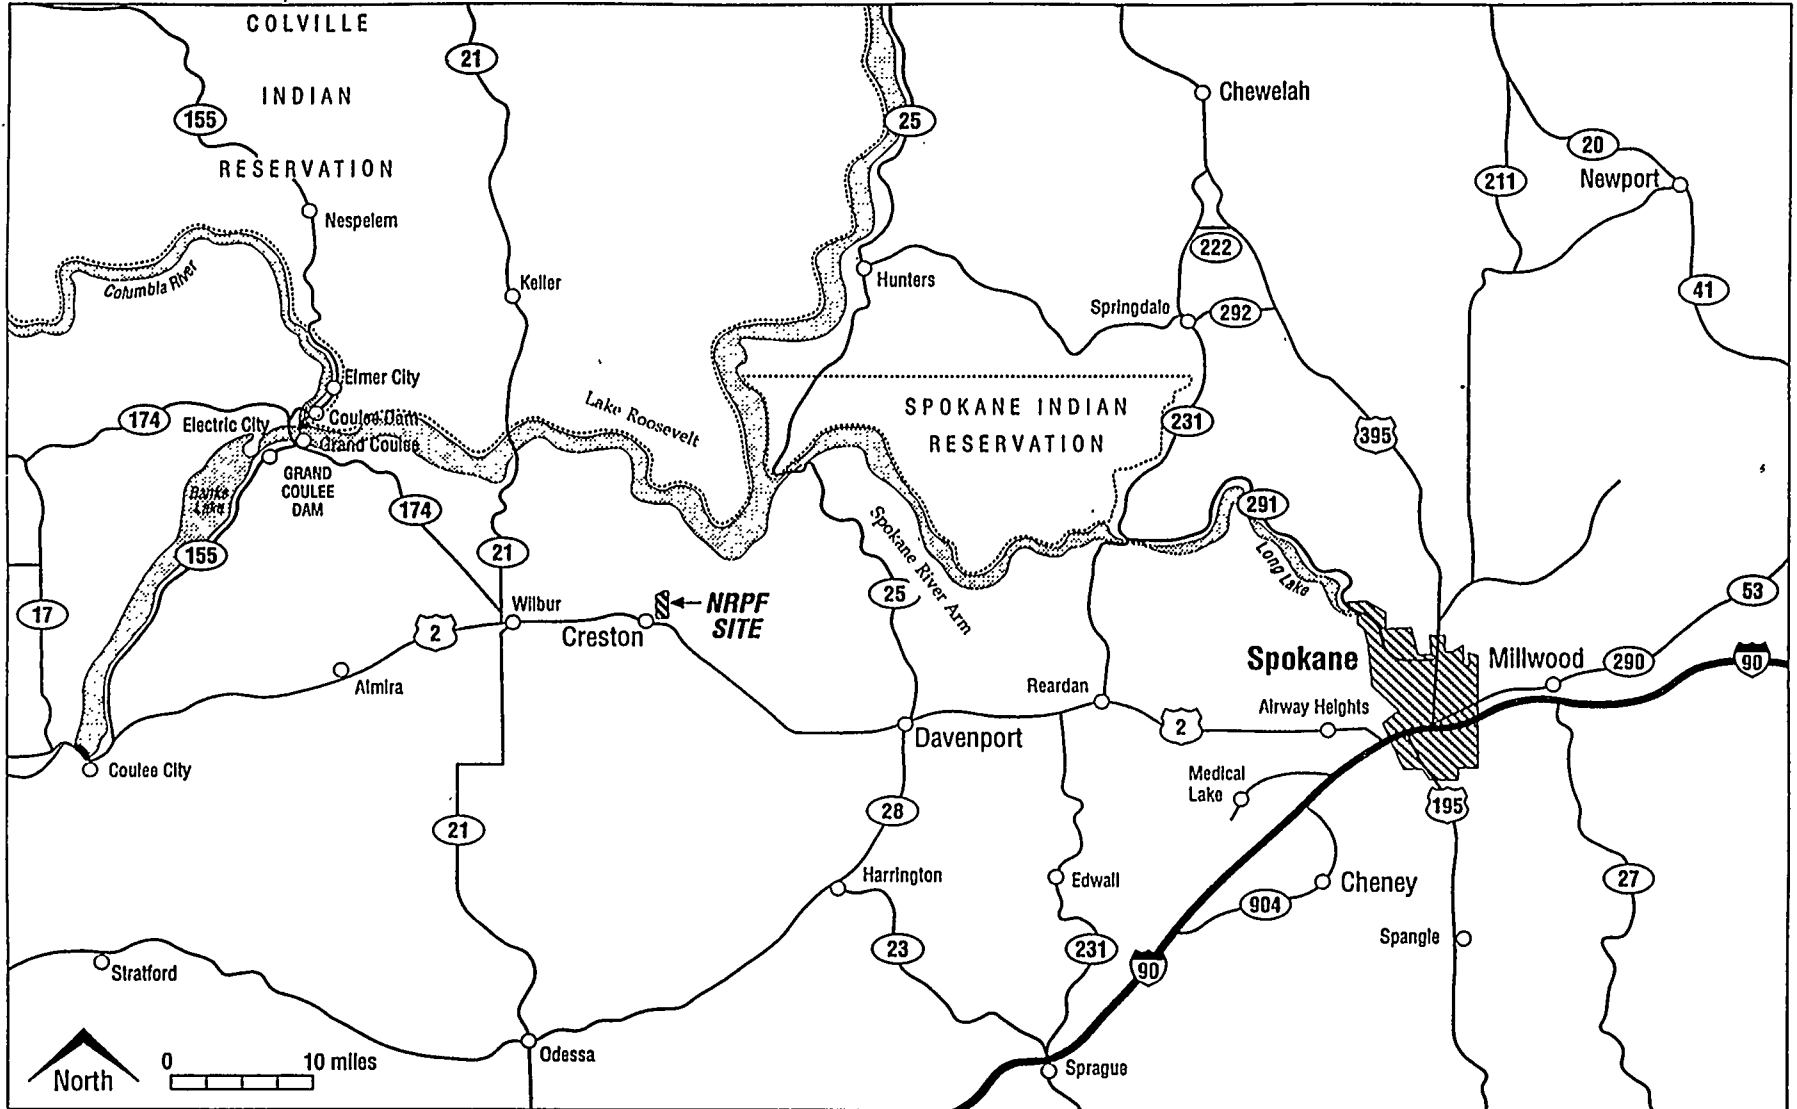 COLVILLE
INDIAN
RESERVATION
155
21
25
Chewelah
20
211
Newport
Nespelem
222
Columbia River
Hunters
Keller
41
Springdale
292
Elmer City
174
Electric City
Coulee Dam
Grand Coulee
Lake Roosevelt
SPOKANE INDIAN
RESERVATION
231
395
GRAND
COULEE
DAM
Banks
Lake
174
291
155
21
Spokane River Arm
Long Lake
25
53
17
2
Wilbur
Creston
NRPF
SITE
Spokane
Millwood
290
90
Almira
Reardan
Airway Heights
2
Davenport
Coulee City
Medical
Lake
195
21
28
Harrington
Edwall
Cheney
27
904
23
231
90
Spangle
Stratford
North
0
10 miles
Odessa
Sprague